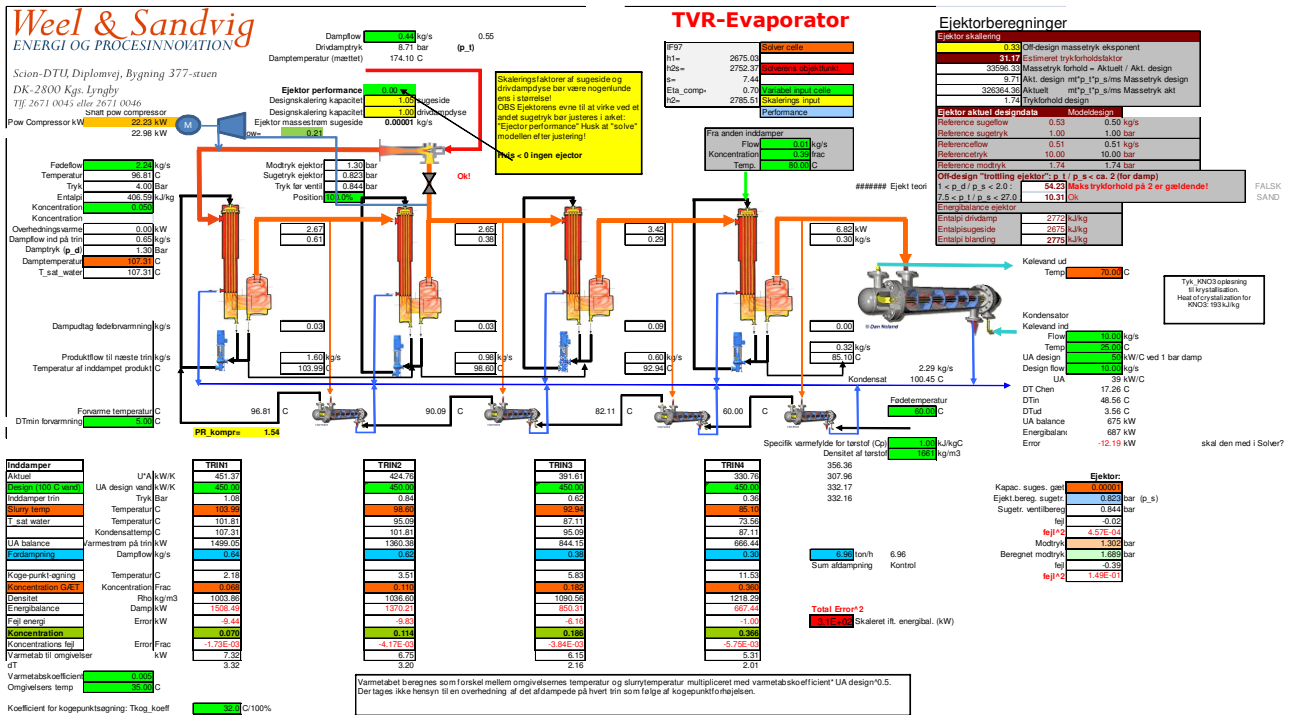 Weel & Sandvig
ENERGI OG PROCESINNOVATION
Scion-DTU, Diplomvej, Bygning 377-stuen
DK-2800 Kgs. Lyngby
Tlf. 2671 0045 eller 2671 0046
Shaft pow compressor
Pow Compressor kW 22.23 kW
22.98 kW
M
Dampflow 0.44 kg/s 0.55
Drivdamptryk 8.71 bar (p_t)
Damptemperatur (mættet) 174.10 C
Ejektor performance 0.00
Designskalering kapacitet 1.05 sugeside
Designskalering kapacitet 1.00 drivdampdyse
Ejektor massestrøm sugeside 0.00001 kg/s
ow= 0.21
Skaleringsfaktorer af sugeside og
drivdampdyse bør være nogenlunde
ens i størrelse!
OBS Ejektorens evne til at virke ved et
andet sugetryk bør justeres i arket:
"Ejector performance" Husk at "solve"
modellen efter justering!
Hvis < 0 ingen ejector
TVR-Evaporator
IF97
h1= 2675.03
h2s= 2752.37
s= 7.44
Eta_comp- 0.70
h2= 2785.51
Solver celle
Solverens objektfunkt.
Variabel input celle
Skalerings input
Performance
Fra anden inddamper
Flow 0.01 kg/s
Koncentration 0.39 frac
Temp. 80.00 C
Ejektorberegninger
Ejektor skallering
0.33 Off-design massetryk eksponent
31.17 Estimeret trykforholdsfaktor
33596.33 Massetryk forhold = Aktuelt / Akt. design
9.71 Akt. design mt*p_t*p_s/ms Massetryk design
326364.36 Aktuelt mt*p_t*p_s/ms Massetryk akt
1.74 Trykforhold design
Ejektor aktuel designdata Modeldesign
Reference sugeflow 0.53 0.50 kg/s
Reference sugetryk 1.00 1.00 bar
Referenceflow 0.51 0.51 kg/s
Referencetryk 10.00 10.00 bar
Reference modtryk 1.74 1.74 bar
Off-design "trottling ejektor": p_t / p_s < ca. 2 (for damp)
1 < p_d / p_s < 2.0 : 54.23 Maks trykforhold på 2 er gældende! FALSK
7.5 < p_t / p_s < 27.0 10.31 Ok SAND
####### Ejekt teori
Energibalance ejektor
Entalpi drivdamp 2772 kJ/kg
Entalpisugeside 2675 kJ/kg
Entalpi blanding 2775 kJ/kg
Fødeflow 2.24 kg/s
Temperatur 96.81 C
Tryk 4.00 Bar
Entalpi 406.59 kJ/kg
Koncentration 0.050
Koncentration
Overhedningsvarme 0.00 kW
Dampflow ind på trin 0.65 kg/s
Damptryk (p_d) 1.30 Bar
Damptemperatur 107.31 C
T_sat_water 107.31 C
Modtryk ejektor 1.30 bar
Sugetryk ejektor 0.823 bar
Tryk før ventil 0.844 bar
Position 100.0%
Ok!
2.67 2.65 3.42 6.82 kW
0.61 0.38 0.29 0.30 kg/s
Til Den Noland
Kølevand ud
Temp 70.00 C
Tyk_KNO3 opløsning
til krystallisation.
Heat of crystalization for
KNO3: 193 kJ/kg
Dampudtag fødeforvarmning kg/s 0.03 0.03 0.09 0.00
Produktflow til næste trin kg/s 1.60 kg/s 0.98 kg/s 0.60 kg/s 0.32 kg/s
Temperatur af inddampet produkt C 103.99 C 98.60 C 92.94 C 85.10 C
2.29 kg/s
Kondensat 100.45 C
Kondensator
Kølevand ind
Flow 10.00 kg/s
Temp 25.00 C
UA design 50 kW/C ved 1 bar damp
Design flow 10.00 kg/s
UA 39 kW/C
DT Chen 17.26 C
DTin 48.56 C
DTud 3.56 C
UA balance 675 kW
Energibalanc 687 kW
Error -12.19 kW skal den med i Solver?
Forvarme temperatur C 96.81 C 90.09 C 82.11 C 60.00 C
DTmin forvarmning 5.00 C
PR_kompr= 1.54
Fødetemperatur
60.00 C
Specifik varmefylde for tørstof (Cp) 1.00 kJ/kgC
Densitet af tørstof 1661 kg/m3
Inddamper TRIN1 TRIN2 TRIN3 TRIN4
Aktuel U*A kW/K 451.37 424.76 391.61 330.76
Design (100 C vand) UA design vand kW/K 450.00 450.00 450.00 450.00
Inddamper trin Tryk Bar 1.08 0.84 0.62 0.36
Slurry temp Temperatur C 103.99 98.60 92.94 85.10
T_sat water Temperatur C 101.81 95.09 87.11 73.56
Kondensattemp C 107.31 101.81 95.09 87.11
UA balance Varmestrøm på trin kW 1499.05 1360.38 844.15 666.44
Fordampning Dampflow kg/s 0.64 0.62 0.38 0.30
356.36
307.96
332.17
332.16
6.96 ton/h 6.96
Sum afdampning Kontrol
Koge-punkt-øgning Temperatur C 2.18 3.51 5.83 11.53
Koncentration GÆT Koncentration Frac 0.068 0.110 0.182 0.360
Densitet Rho kg/m3 1003.86 1036.60 1090.56 1218.29
Energibalance Damp kW 1508.49 1370.21 850.31 667.44
Fejl energi Error kW -9.44 -9.83 -6.16 -1.00
Koncentration 0.070 0.114 0.186 0.366
Koncentrations fejl Error Frac -1.73E-03 -4.17E-03 -3.84E-03 -5.75E-03
Varmetab til omgivelser kW 7.32 6.75 6.15 5.31
dT 3.32 3.20 2.16 2.01
Total Error^2
3.1E+02 Skaleret ift. energibal. (kW)
Ejektor:
Kapac. suges. gæt 0.00001
Ejekt.bereg. sugetr. 0.823 bar (p_s)
Sugetr. ventilbereg 0.844 bar
fejl -0.02
fejl^2 4.57E-04
Modtryk 1.302 bar
Beregnet modtryk 1.689 bar
fejl -0.39
fejl^2 1.49E-01
Varmetabskoefficient 0.005
Omgivelsers temp 35.00 C
Koefficient for kogepunktsøgning: Tkog_koeff 32.0 C/100%
Varmetabet beregnes som forskel mellem omgivelsernes temperatur og slurrytemperatur multipliceret med varmetabskoefficient* UA design^0.5.
Der tages ikke hensyn til en overhedning af det afdampede på hvert trin som følge af kogepunktforhøjelsen.